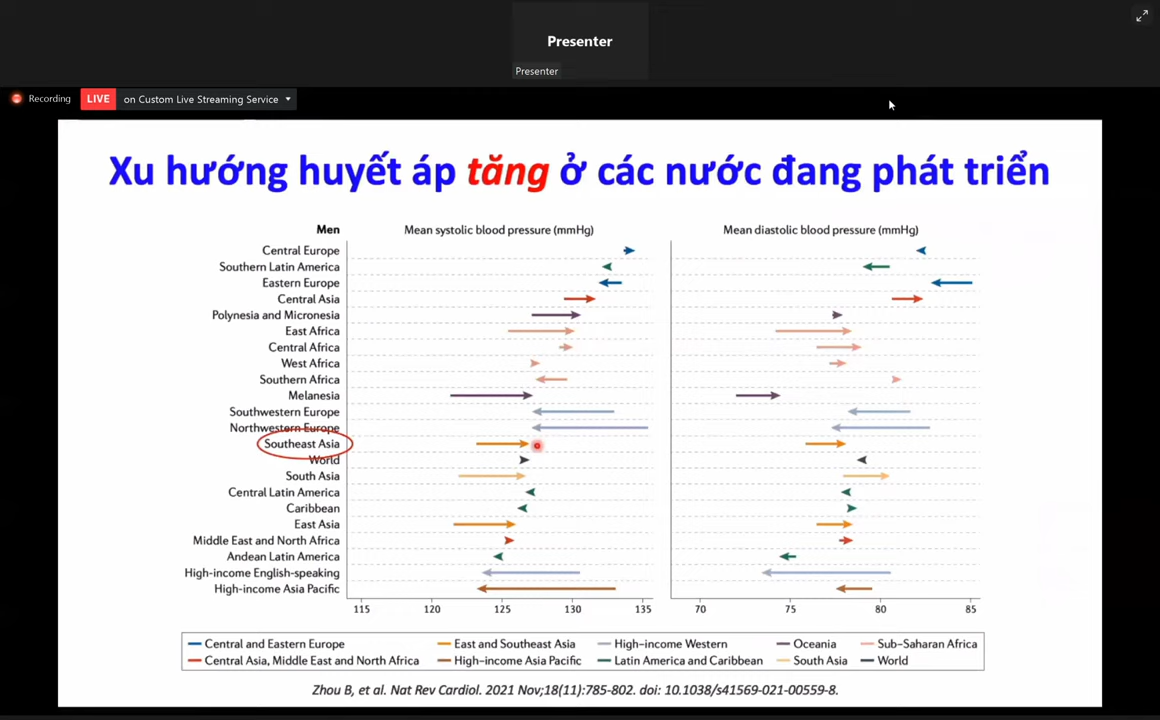 Presenter
Presenter
Recording
LIVE on Custom Live Streaming Service
Xu hướng huyết áp tăng ở các nước đang phát triển
Men Mean systolic blood pressure (mmHg) Mean diastolic blood pressure (mmHg)
Central Europe
Southern Latin America
Eastern Europe
Central Asia
Polynesia and Micronesia
East Africa
Central Africa
West Africa
Southern Africa
Melanesia
Southwestern Europe
Northwestern Europe
Southeast Asia
World
South Asia
Central Latin America
Caribbean
East Asia
Middle East and North Africa
Andean Latin America
High-income English-speaking
High-income Asia Pacific
115 120 125 130 135 70 75 80 85
Central and Eastern Europe East and Southeast Asia High-income Western Oceania Sub-Saharan Africa
Central Asia, Middle East and North Africa High-income Asia Pacific Latin America and Caribbean South Asia World
Zhou B, et al. Nat Rev Cardiol. 2021 Nov;18(11):785-802. doi: 10.1038/s41569-021-00559-8.